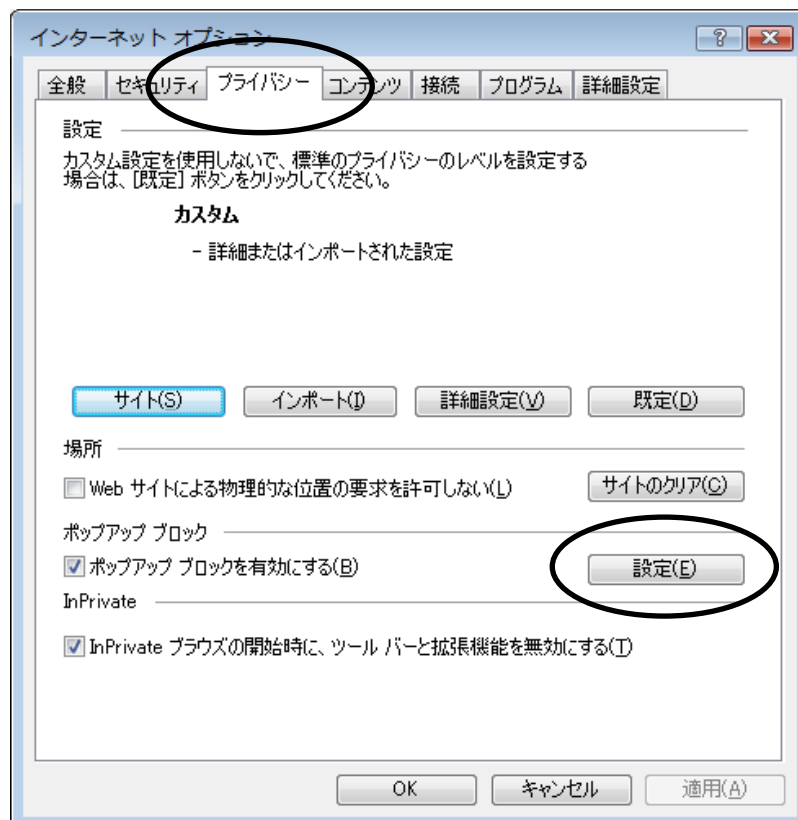 インターネット オプション
全般 セキュリティ プライバシー コンテンツ 接続 プログラム 詳細設定
設定
カスタム設定を使用しないで、標準のプライバシーのレベルを設定する
場合は、[既定] ボタンをクリックしてください。
カスタム
- 詳細またはインポートされた設定
サイト(S) インポート(I) 詳細設定(V) 既定(D)
場所
Web サイトによる物理的な位置の要求を許可しない(L) サイトのクリア(C)
ポップアップ ブロック
ポップアップ ブロックを有効にする(B) 設定(E)
InPrivate
InPrivate ブラウズの開始時に、ツール バーと拡張機能を無効にする(T)
OK キャンセル 適用(A)